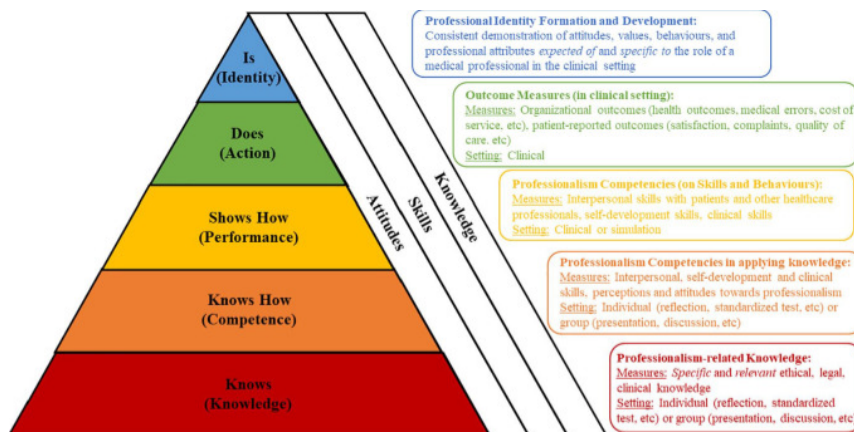 Is
(Identity)
Does
(Action)
Shows How
(Performance)
Knows How
(Competence)
Knows
(Knowledge)
Attitudes
Skills
Knowledge
Professional Identity Formation and Development:
Consistent demonstration of attitudes, values, behaviours, and
professional attributes expected of and specific to the role of a
medical professional in the clinical setting
Outcome Measures (in clinical setting):
Measures: Organizational outcomes (health outcomes, medical errors, cost of
service, etc), patient-reported outcomes (satisfaction, complaints, quality of
care. etc)
Setting: Clinical
Professionalism Competencies (on Skills and Behaviours):
Measures: Interpersonal skills with patients and other healthcare
professionals, self-development skills, clinical skills
Setting: Clinical or simulation
Professionalism Competencies in applying knowledge:
Measures: Interpersonal, self-development and clinical
skills, perceptions and attitudes towards professionalism
Setting: Individual (reflection, standardized test, etc) or
group (presentation, discussion, etc)
Professionalism-related Knowledge:
Measures: Specific and relevant ethical, legal,
clinical knowledge
Setting: Individual (reflection, standardized
test, etc) or group (presentation, discussion, etc